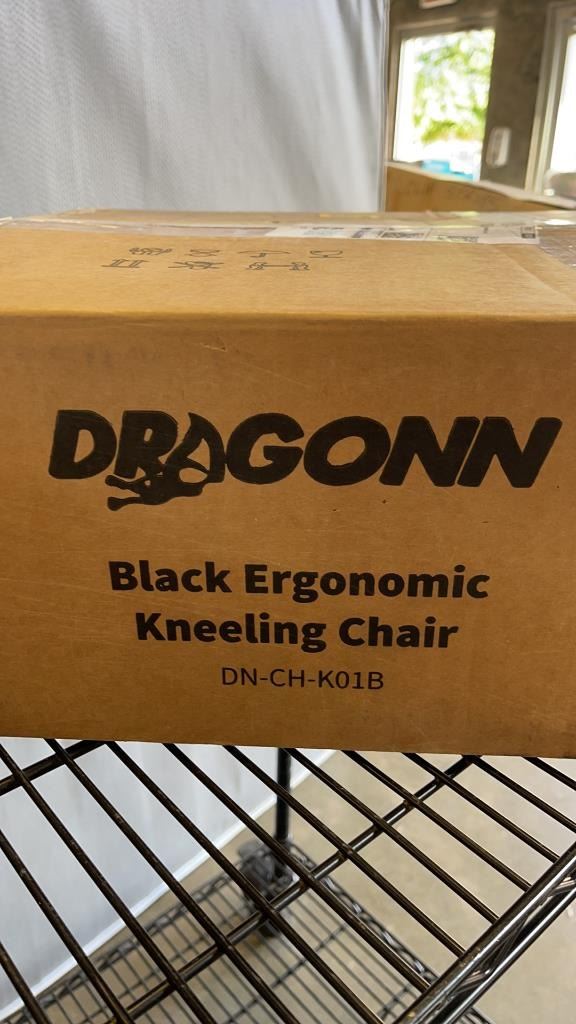 DRAGONN
Black Ergonomic
Kneeling Chair
DN-CH-K01B